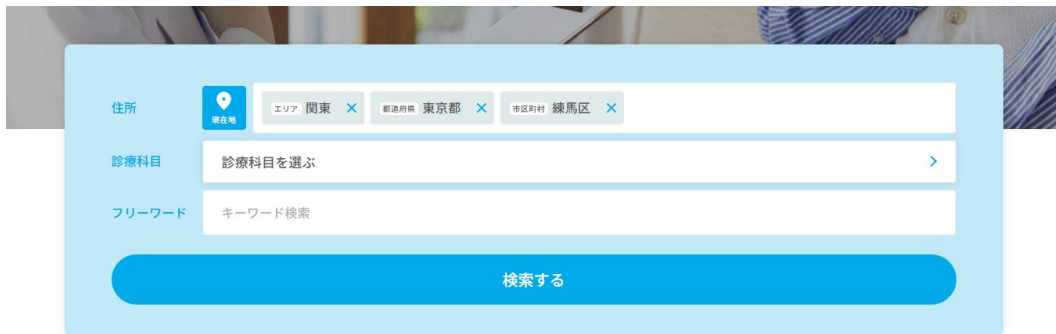 住所 現在地 エリア 関東 × 都道府県 東京都 × 市区町村 練馬区 ×
診療科目 診療科目を選ぶ
フリーワード キーワード検索
検索する